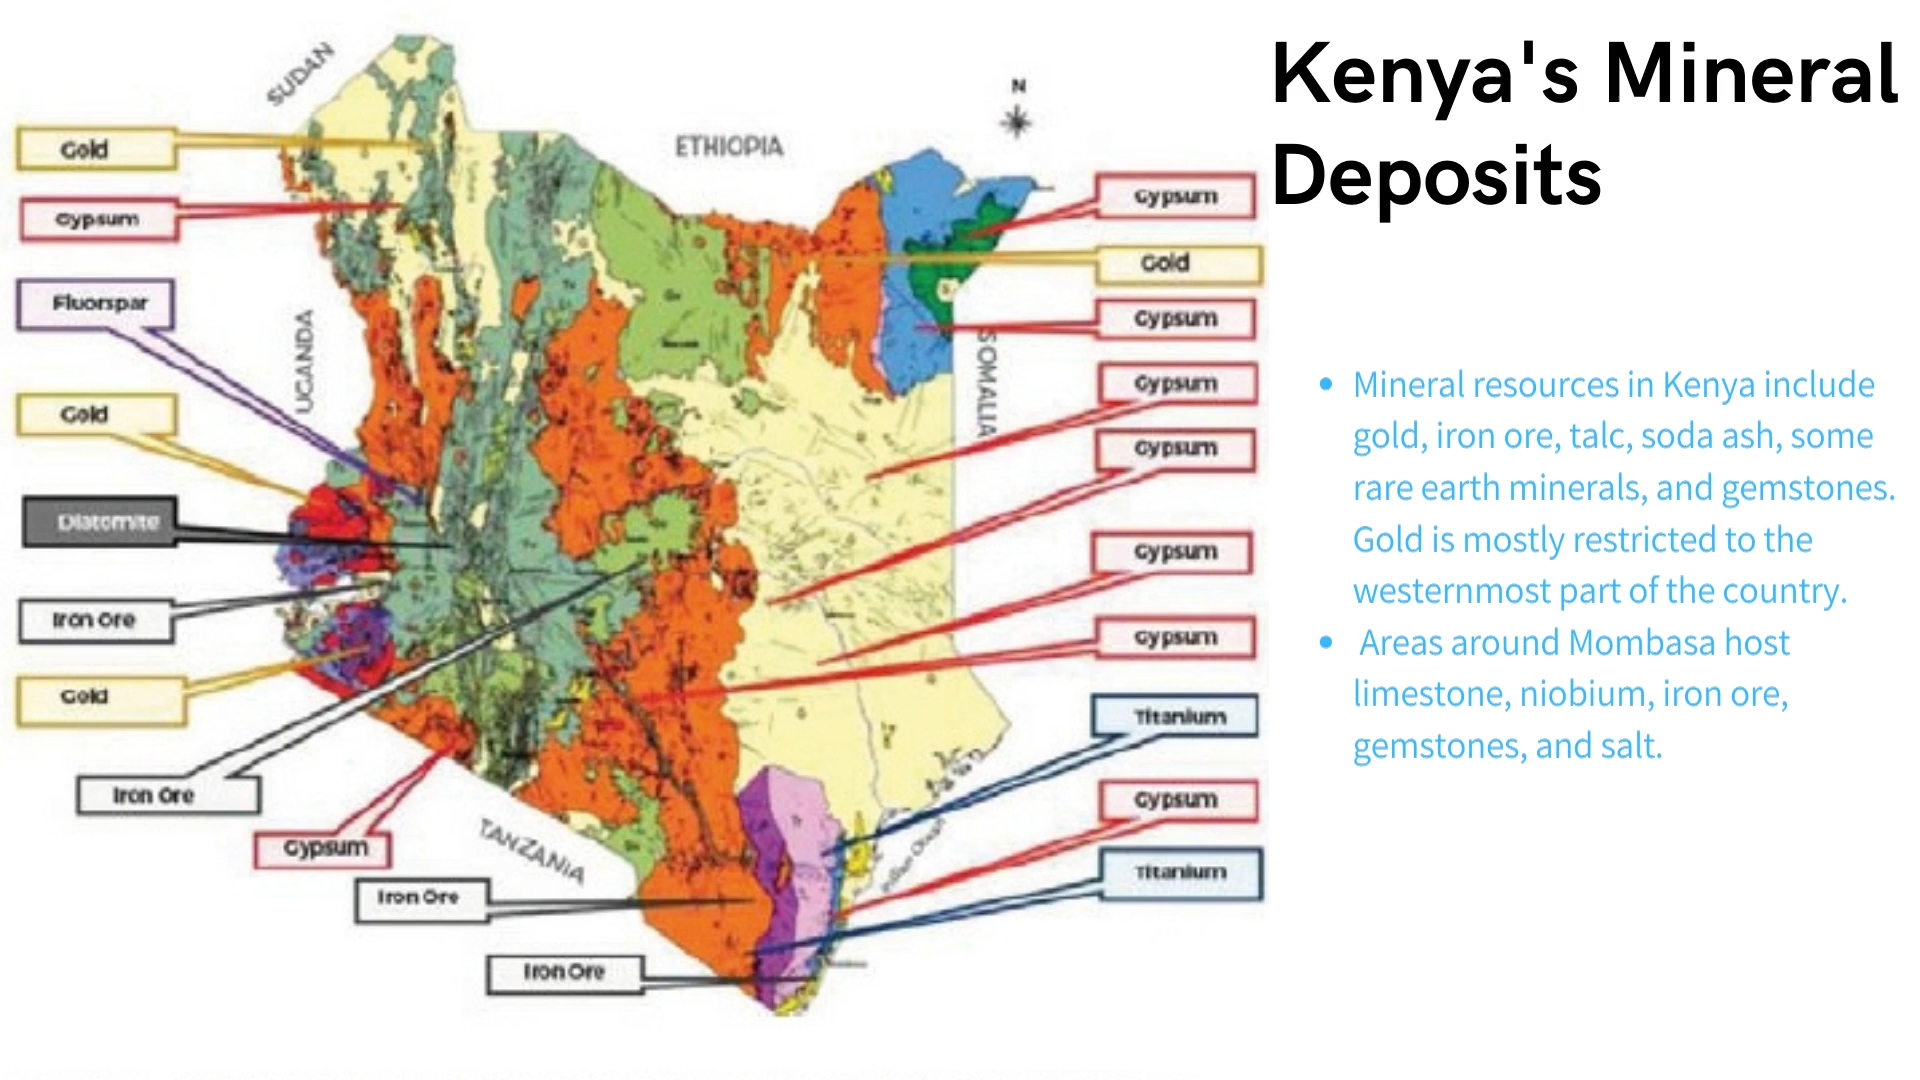 Kenya's Mineral
Deposits
SUDAN
ETHIOPIA
N
UGANDA
SOMALIA
TANZANIA
Indian Ocean
Gold
Gypsum
Fluorspar
Gold
Diatomite
Iron Ore
Gold
Iron Ore
Gypsum
Iron Ore
Iron Ore
Gypsum
Gold
Gypsum
Gypsum
Gypsum
Gypsum
Gypsum
Titanium
Gypsum
Titanium
• Mineral resources in Kenya include
gold, iron ore, talc, soda ash, some
rare earth minerals, and gemstones.
Gold is mostly restricted to the
westernmost part of the country.
• Areas around Mombasa host
limestone, niobium, iron ore,
gemstones, and salt.